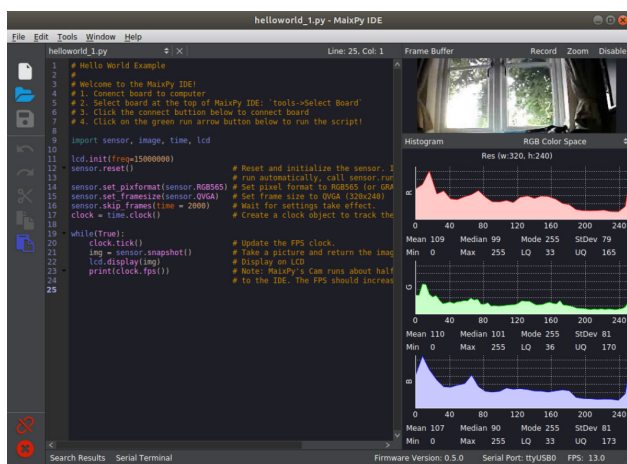 helloworld_1.py - MaixPy IDE
File Edit Tools Window Help
helloworld_1.py Line: 25, Col: 1 Frame Buffer Record Zoom Disable
1 # Hello World Example
2 #
3 # Welcome to the MaixPy IDE!
4 # 1. Conenct board to computer
5 # 2. Select board at the top of MaixPy IDE: `tools->Select Board`
6 # 3. Click the connect buttion below to connect board
7 # 4. Click on the green run arrow button below to run the script!
8
9 import sensor, image, time, lcd
10
11 lcd.init(freq=15000000)
12 sensor.reset() # Reset and initialize the sensor. I
13 # run automatically, call sensor.run
14 sensor.set_pixformat(sensor.RGB565) # Set pixel format to RGB565 (or GRA
15 sensor.set_framesize(sensor.QVGA) # Set frame size to QVGA (320x240)
16 sensor.skip_frames(time = 2000) # Wait for settings take effect.
17 clock = time.clock() # Create a clock object to track the
18
19 while(True):
20 clock.tick() # Update the FPS clock.
21 img = sensor.snapshot() # Take a picture and return the imag
22 lcd.display(img) # Display on LCD
23 print(clock.fps()) # Note: MaixPy's Cam runs about half
24 # to the IDE. The FPS should increas
25
Histogram RGB Color Space
Res (w:320, h:240)
R
0 40 80 120 160 200 240
Mean 109 Median 99 Mode 255 StDev 79
Min 0 Max 255 LQ 33 UQ 165
G
0 40 80 120 160 200 240
Mean 110 Median 101 Mode 255 StDev 81
Min 0 Max 255 LQ 36 UQ 170
B
0 40 80 120 160 200 240
Mean 107 Median 90 Mode 255 StDev 81
Min 0 Max 255 LQ 33 UQ 173
Search Results Serial Terminal Firmware Version: 0.5.0 Serial Port: ttyUSB0 FPS: 13.0